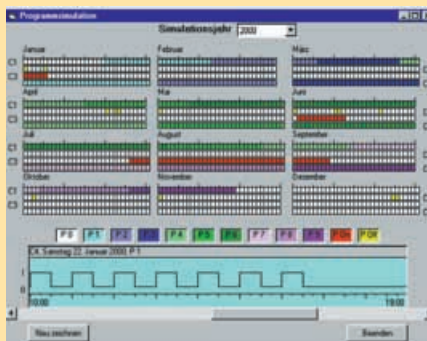 Programmsimulation
Simulationsjahr 2000
Januar Februar März
April Mai Juni
Juli August September
Oktober November Dezember
P 0 P 1 P 2 P 3 P 4 P 5 P 6 P 7 P 8 P 9 P On P Off
Samstag 22. Januar 2000, P 1
1
0
10:00 19:00
Neu zeichnen Beenden